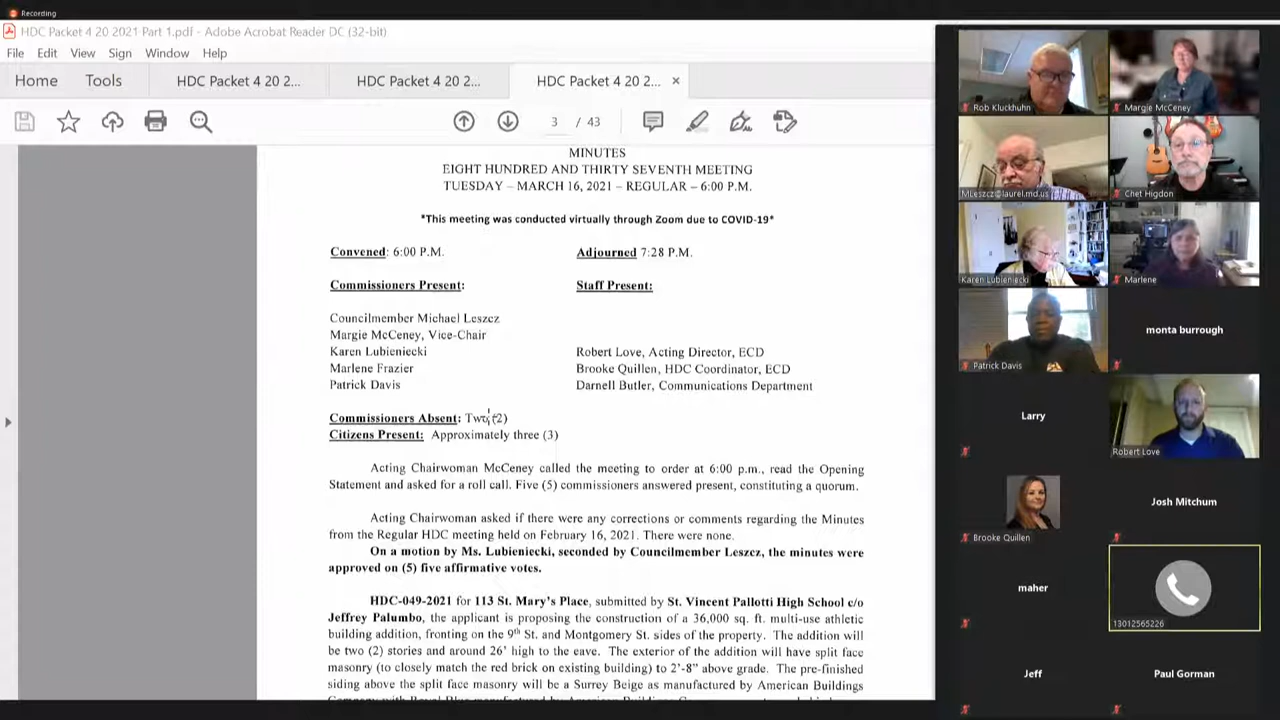 Recording
HDC Packet 4 20 2021 Part 1.pdf - Adobe Acrobat Reader DC (32-bit)
File Edit View Sign Window Help
Home Tools HDC Packet 4 20 2... HDC Packet 4 20 2... HDC Packet 4 20 2... ×
3 / 43
MINUTES
EIGHT HUNDRED AND THIRTY SEVENTH MEETING
TUESDAY – MARCH 16, 2021 – REGULAR – 6:00 P.M.
*This meeting was conducted virtually through Zoom due to COVID-19*
Convened: 6:00 P.M. Adjourned 7:28 P.M.
Commissioners Present: Staff Present:
Councilmember Michael Leszcz
Margie McCeney, Vice-Chair
Karen Lubieniecki Robert Love, Acting Director, ECD
Marlene Frazier Brooke Quillen, HDC Coordinator, ECD
Patrick Davis Darnell Butler, Communications Department
Commissioners Absent: Two (2)
Citizens Present: Approximately three (3)
Acting Chairwoman McCeney called the meeting to order at 6:00 p.m., read the Opening
Statement and asked for a roll call. Five (5) commissioners answered present, constituting a quorum.
Acting Chairwoman asked if there were any corrections or comments regarding the Minutes
from the Regular HDC meeting held on February 16, 2021. There were none.
On a motion by Ms. Lubieniecki, seconded by Councilmember Leszcz, the minutes were
approved on (5) five affirmative votes.
HDC-049-2021 for 113 St. Mary's Place, submitted by St. Vincent Pallotti High School c/o
Jeffrey Palumbo, the applicant is proposing the construction of a 36,000 sq. ft. multi-use athletic
building addition, fronting on the 9th St. and Montgomery St. sides of the property. The addition will
be two (2) stories and around 26' high to the eave. The exterior of the addition will have split face
masonry (to closely match the red brick on existing building) to 2'-8" above grade. The pre-finished
siding above the split face masonry will be a Surrey Beige as manufactured by American Buildings
Rob Kluckhuhn
Margie McCeney
MLeszcz@laurel.md.us
Chet Higdon
Karen Lubieniecki
Marlene
Patrick Davis
monta burrough
Larry
Robert Love
Brooke Quillen
Josh Mitchum
maher
13012565226
Jeff
Paul Gorman